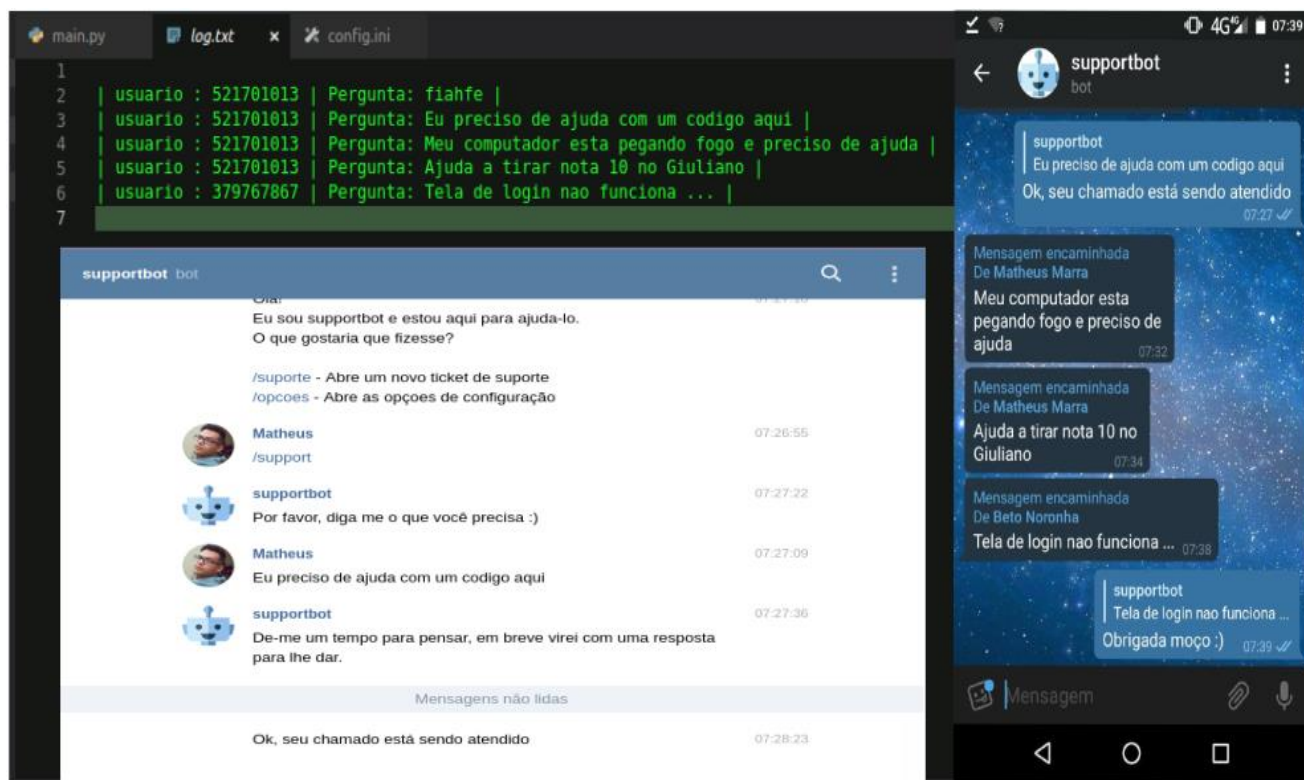 main.py log.txt × config.ini
1
2 | usuario : 521701013 | Pergunta: fiahfe |
3 | usuario : 521701013 | Pergunta: Eu preciso de ajuda com um codigo aqui |
4 | usuario : 521701013 | Pergunta: Meu computador esta pegando fogo e preciso de ajuda |
5 | usuario : 521701013 | Pergunta: Ajuda a tirar nota 10 no Giuliano |
6 | usuario : 379767867 | Pergunta: Tela de login nao funciona ... |
7
supportbot bot
Eu sou supportbot e estou aqui para ajuda-lo.
O que gostaria que fizesse?
/suporte - Abre um novo ticket de suporte
/opcoes - Abre as opçoes de configuração
Matheus 07:26:55
/support
supportbot 07:27:22
Por favor, diga me o que você precisa :)
Matheus 07:27:09
Eu preciso de ajuda com um codigo aqui
supportbot 07:27:36
De-me um tempo para pensar, em breve virei com uma resposta
para lhe dar.
Mensagens não lidas
Ok, seu chamado está sendo atendido 07:28:23
4G 07:39
supportbot
bot
supportbot
Eu preciso de ajuda com um codigo aqui
Ok, seu chamado está sendo atendido
07:27
Mensagem encaminhada
De Matheus Marra
Meu computador esta
pegando fogo e preciso de
ajuda
07:32
Mensagem encaminhada
De Matheus Marra
Ajuda a tirar nota 10 no
Giuliano
07:34
Mensagem encaminhada
De Beto Noronha
Tela de login nao funciona ... 07:38
supportbot
Tela de login nao funciona ...
Obrigada moço :) 07:39
Mensagem